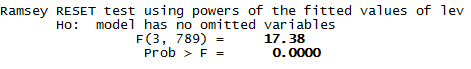 Ramsey RESET test using powers of the fitted values of lev
Ho:  model has no omitted variables
F(3, 789) =     17.38
Prob > F =      0.0000